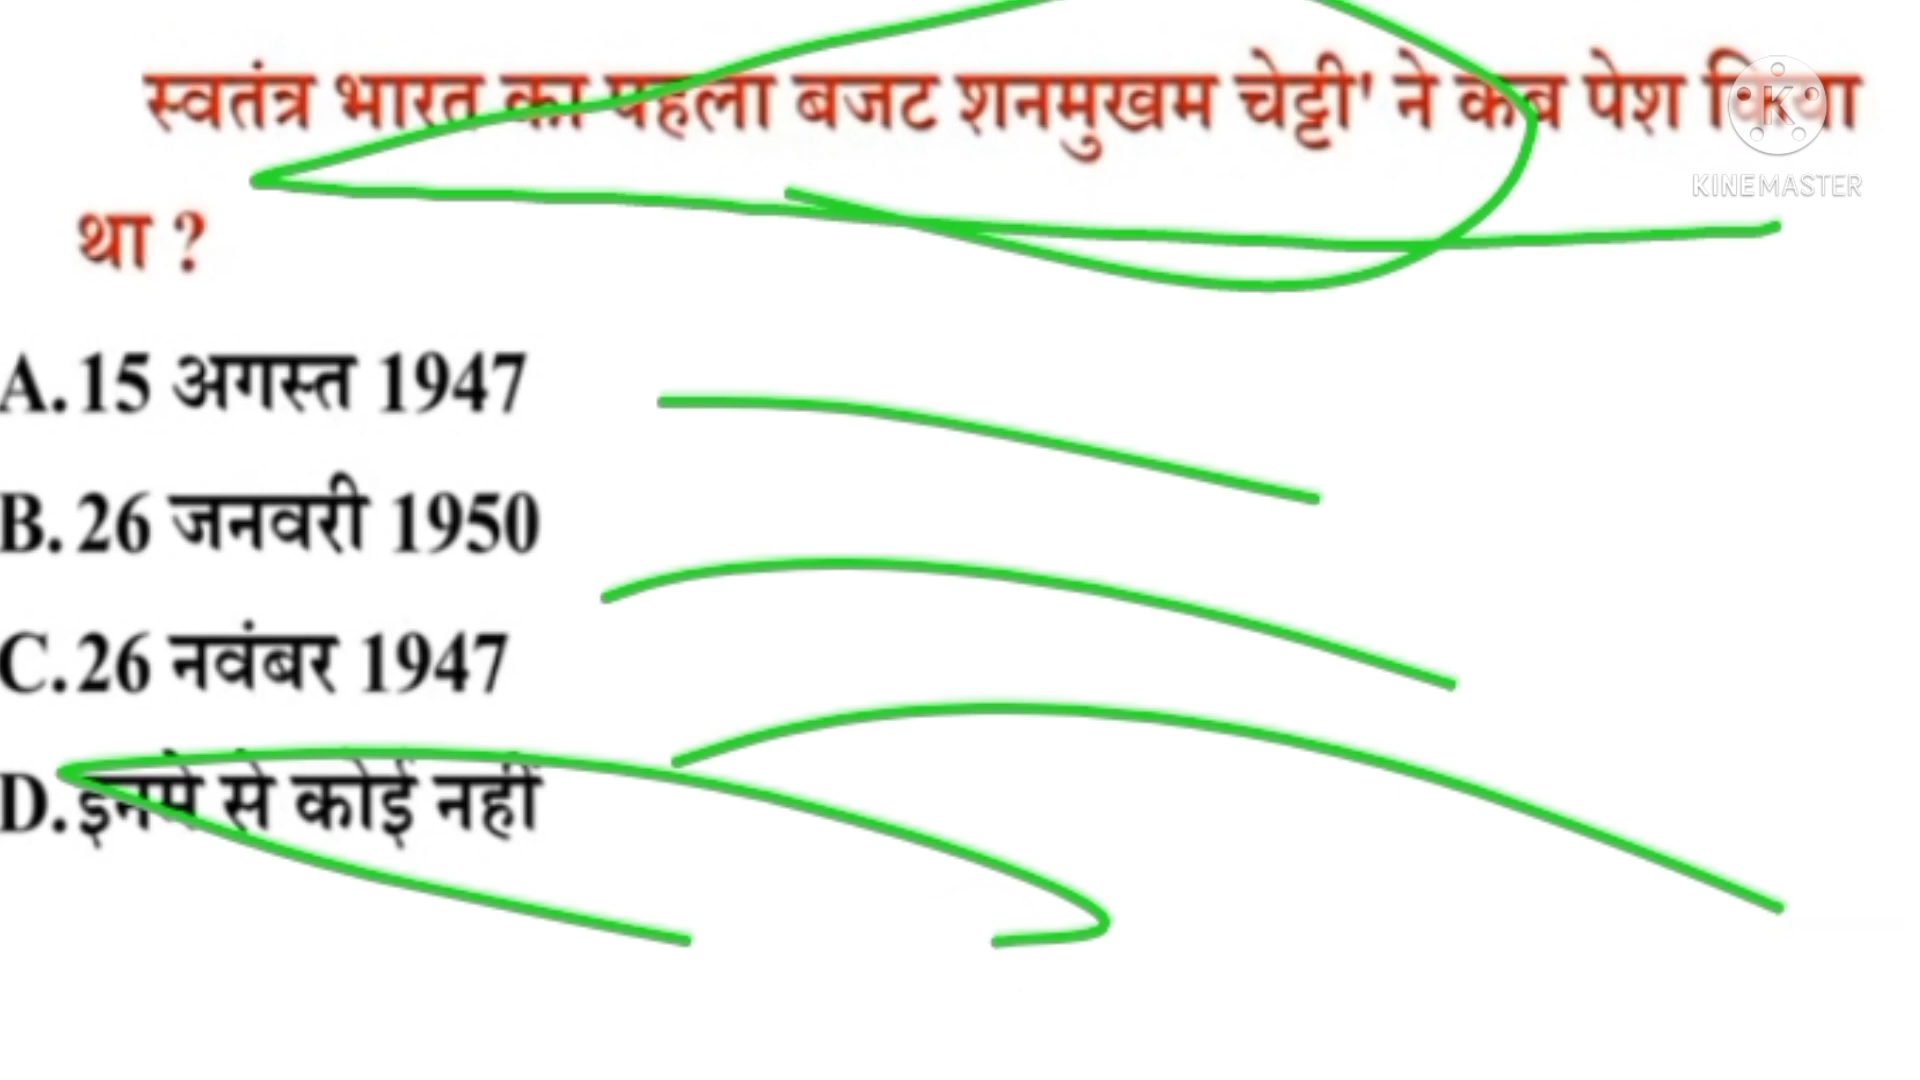 स्वतंत्र भारत का पहला बजट शनमुखम चेट्टी' ने कब पेश किया
था ?
KINEMASTER
A. 15 अगस्त 1947
B. 26 जनवरी 1950
C. 26 नवंबर 1947
D. इनमें से कोई नहीं